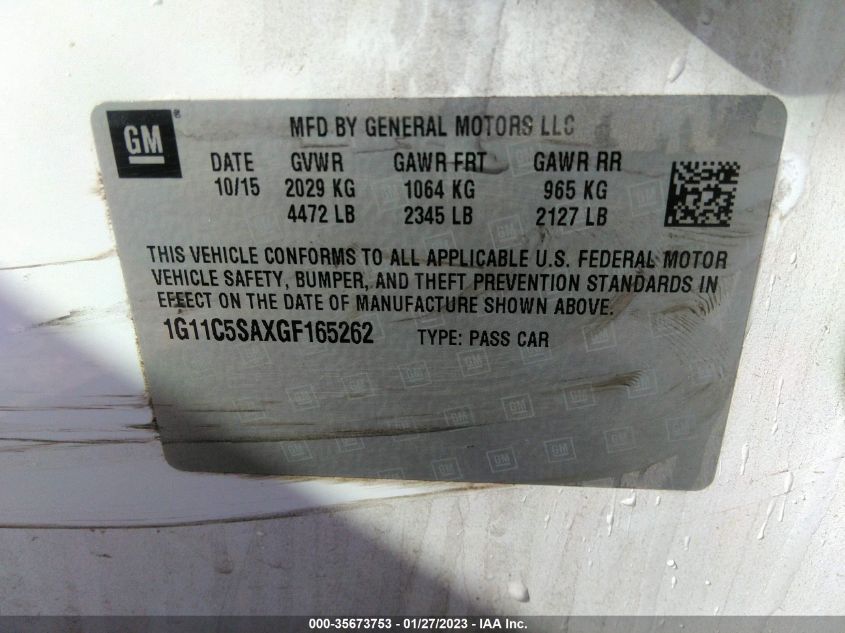 GM ®
MFD BY GENERAL MOTORS LLC
DATE GVWR GAWR FRT GAWR RR
10/15 2029 KG 1064 KG 965 KG
4472 LB 2345 LB 2127 LB
THIS VEHICLE CONFORMS TO ALL APPLICABLE U.S. FEDERAL MOTOR
VEHICLE SAFETY, BUMPER, AND THEFT PREVENTION STANDARDS IN
EFFECT ON THE DATE OF MANUFACTURE SHOWN ABOVE.
1G11C5SAXGF165262 TYPE: PASS CAR
000-35673753 - 01/27/2023 - IAA Inc.